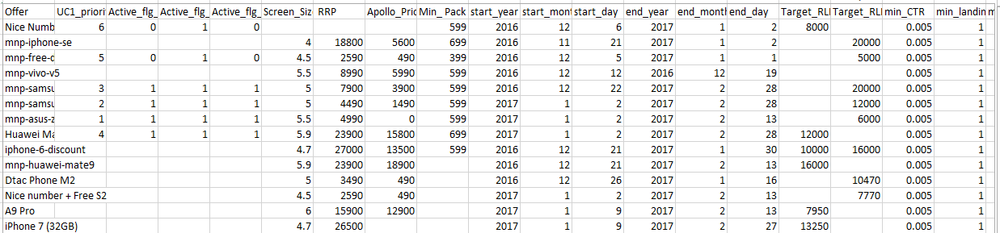 Offer UC1_priori Active_flg_ Active_flg_ Active_flg_ Screen_Siz RRP Apollo_Pric Min_ Pack start_year start_mont start_day end_year end_month end_day Target_RLI Target_RLI min_CTR min_landin m
Nice Numb 6 0 1 0 599 2016 12 6 2017 1 2 8000 0.005 1
mnp-iphone-se 4 18800 5600 699 2016 11 21 2017 1 2 20000 0.005 1
mnp-free-d 5 0 1 0 4.5 2590 490 399 2016 12 5 2017 1 1 5000 0.005 1
mnp-vivo-v5 5.5 8990 5990 599 2016 12 12 2016 12 19 0.005 1
mnp-samsu 3 1 1 1 5 7900 3900 599 2016 12 22 2017 2 28 20000 0.005 1
mnp-samsu 2 1 1 1 5 4490 1490 599 2017 1 2 2017 2 28 12000 0.005 1
mnp-asus-z 1 1 1 1 5.5 4990 0 599 2017 1 2 2017 2 13 6000 0.005 1
Huawei Ma 4 1 1 1 5.9 23900 15800 699 2017 1 2 2017 2 28 12000 0.005 1
iphone-6-discount 4.7 27000 13500 599 2016 12 21 2017 1 30 10000 16000 0.005 1
mnp-huawei-mate9 5.9 23900 18900 2016 12 21 2017 2 13 16000 0.005 1
Dtac Phone M2 5 3490 490 2016 12 26 2017 1 16 10470 0.005 1
Nice number + Free S2 4.5 2590 490 2017 1 2 2017 2 13 7770 0.005 1
A9 Pro 6 15900 12900 2017 1 9 2017 2 13 7950 0.005 1
iPhone 7 (32GB) 4.7 26500 2017 1 9 2017 2 27 13250 0.005 1